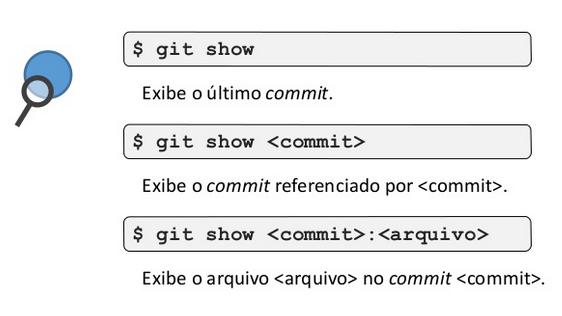 $ git show
Exibe o último commit.
$ git show <commit>
Exibe o commit referenciado por <commit>.
$ git show <commit>:<arquivo>
Exibe o arquivo <arquivo> no commit <commit>.